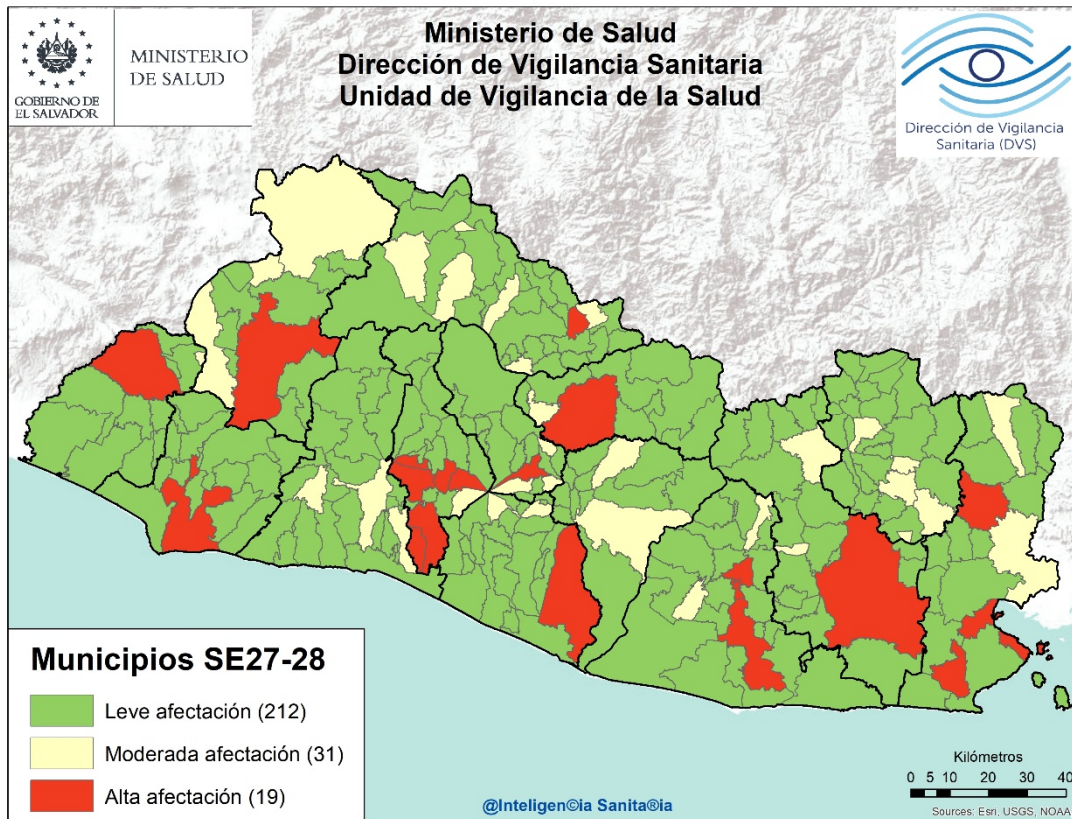 GOBIERNO DE
EL SALVADOR
MINISTERIO
DE SALUD
Ministerio de Salud
Dirección de Vigilancia Sanitaria
Unidad de Vigilancia de la Salud
Dirección de Vigilancia
Sanitaria (DVS)
Municipios SE27-28
Leve afectación (212)
Moderada afectación (31)
Alta afectación (19)
@Inteligen©ia Sanita®ia
Kilómetros
0 5 10 20 30 40
Sources: Esri, USGS, NOAA